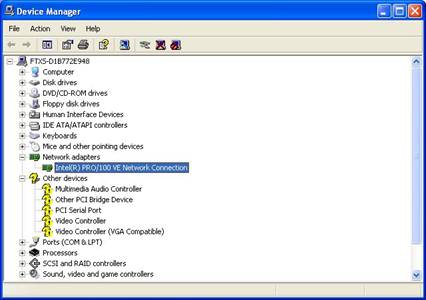 Device Manager
File Action View Help
FTXS-D1B772E948
Computer
Disk drives
DVD/CD-ROM drives
Floppy disk drives
Human Interface Devices
IDE ATA/ATAPI controllers
Keyboards
Mice and other pointing devices
Network adapters
Intel(R) PRO/100 VE Network Connection
Other devices
Multimedia Audio Controller
Other PCI Bridge Device
PCI Serial Port
Video Controller
Video Controller (VGA Compatible)
Ports (COM & LPT)
Processors
SCSI and RAID controllers
Sound, video and game controllers